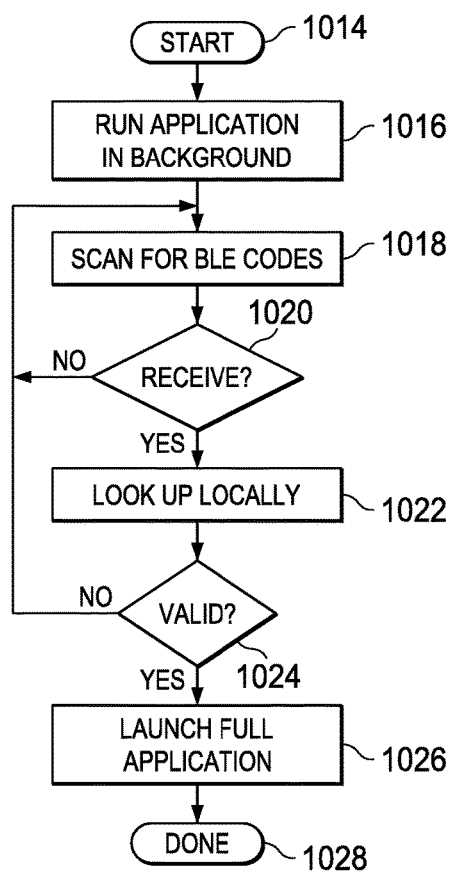 START
1014
RUN APPLICATION
IN BACKGROUND
1016
SCAN FOR BLE CODES
1018
1020
RECEIVE?
NO
YES
LOOK UP LOCALLY
1022
NO
VALID?
1024
YES
LAUNCH FULL
APPLICATION
1026
DONE
1028